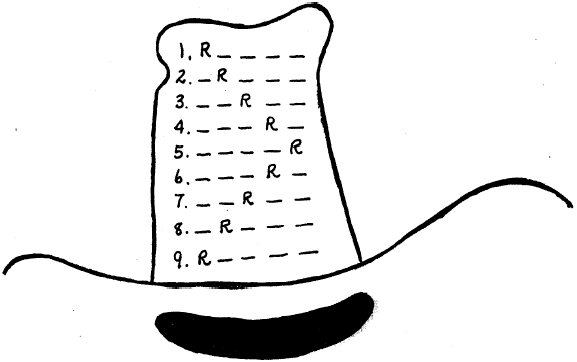 1. R _ _ _ _
2. _ R _ _ _
3. _ _ R _ _
4. _ _ _ R _
5. _ _ _ _ R
6. _ _ _ R _
7. _ _ R _ _
8. _ R _ _ _
9. R _ _ _ _